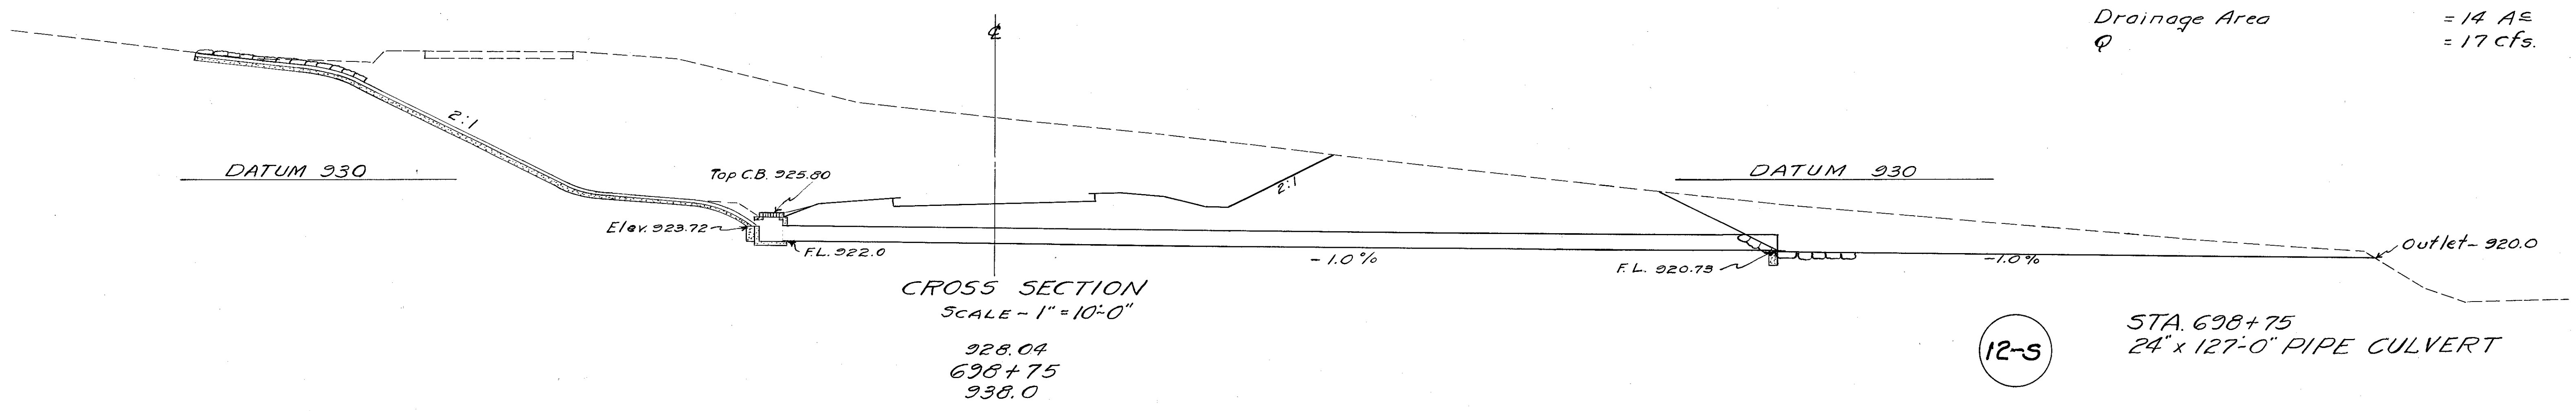 Drainage Area = 14 Ac
Q = 17 cfs.
℄
2:1
DATUM 930
Top C.B. 925.80
2:1
DATUM 930
Elev. 923.72
F.L. 922.0
-1.0%
F.L. 920.73
-1.0%
Outlet~ 920.0
CROSS SECTION
SCALE ~ 1" = 10'-0"
928.04
698+75
938.0
12-S
STA. 698+75
24" x 127'-0" PIPE CULVERT